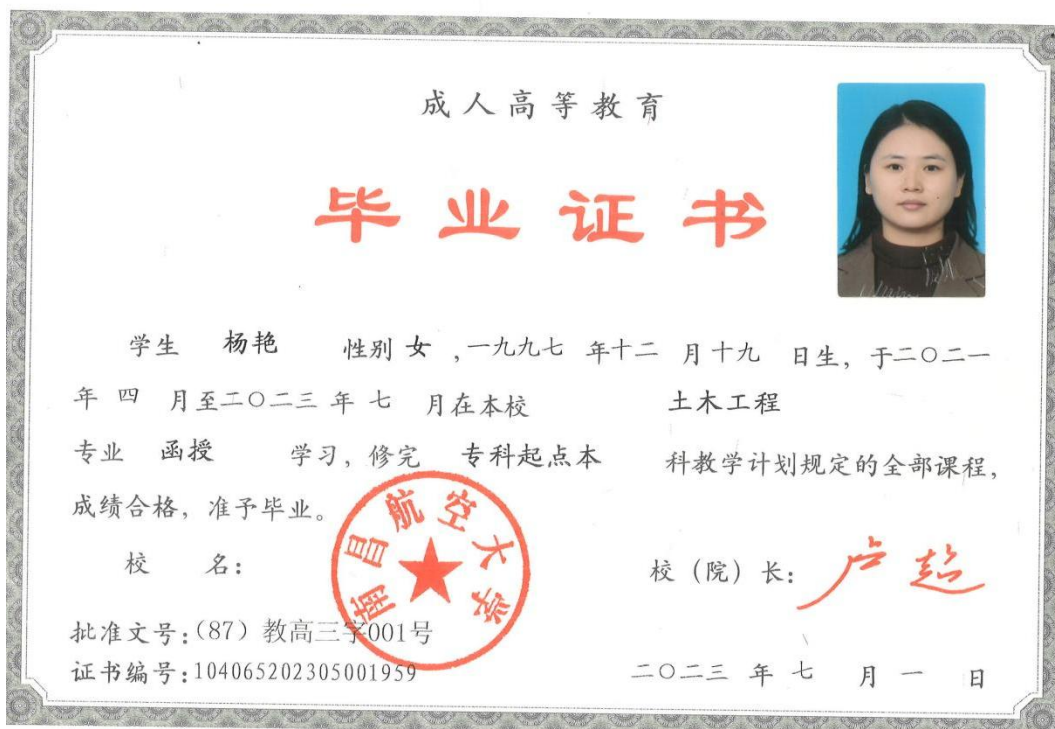 成人高等教育
毕业证书
学生 杨艳 性别 女 ,一九九七 年十二 月十九 日生，于二〇二一
年 四 月至二〇二三 年 七 月在本校 土木工程
专业 函授 学习，修完 专科起点本 科教学计划规定的全部课程，
成绩合格，准予毕业。
南昌航空大学
校 名： 校（院）长： 卢超
批准文号：(87）教高三字001号
证书编号：104065202305001959 二〇二三 年 七 月 一 日